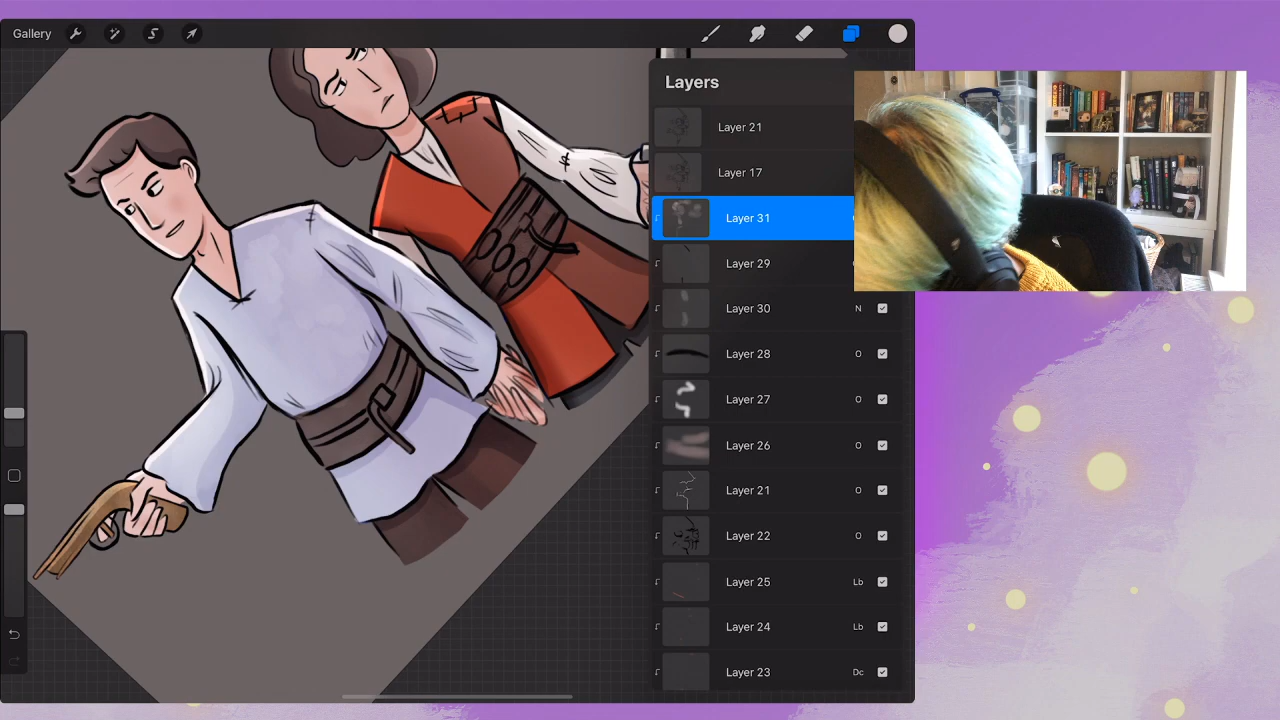 Gallery
Layers
Layer 21
Layer 17
Layer 31
Layer 29
Layer 30 N
Layer 28 O
Layer 27 O
Layer 26 O
Layer 21 O
Layer 22 O
Layer 25 Lb
Layer 24 Lb
Layer 23 Dc